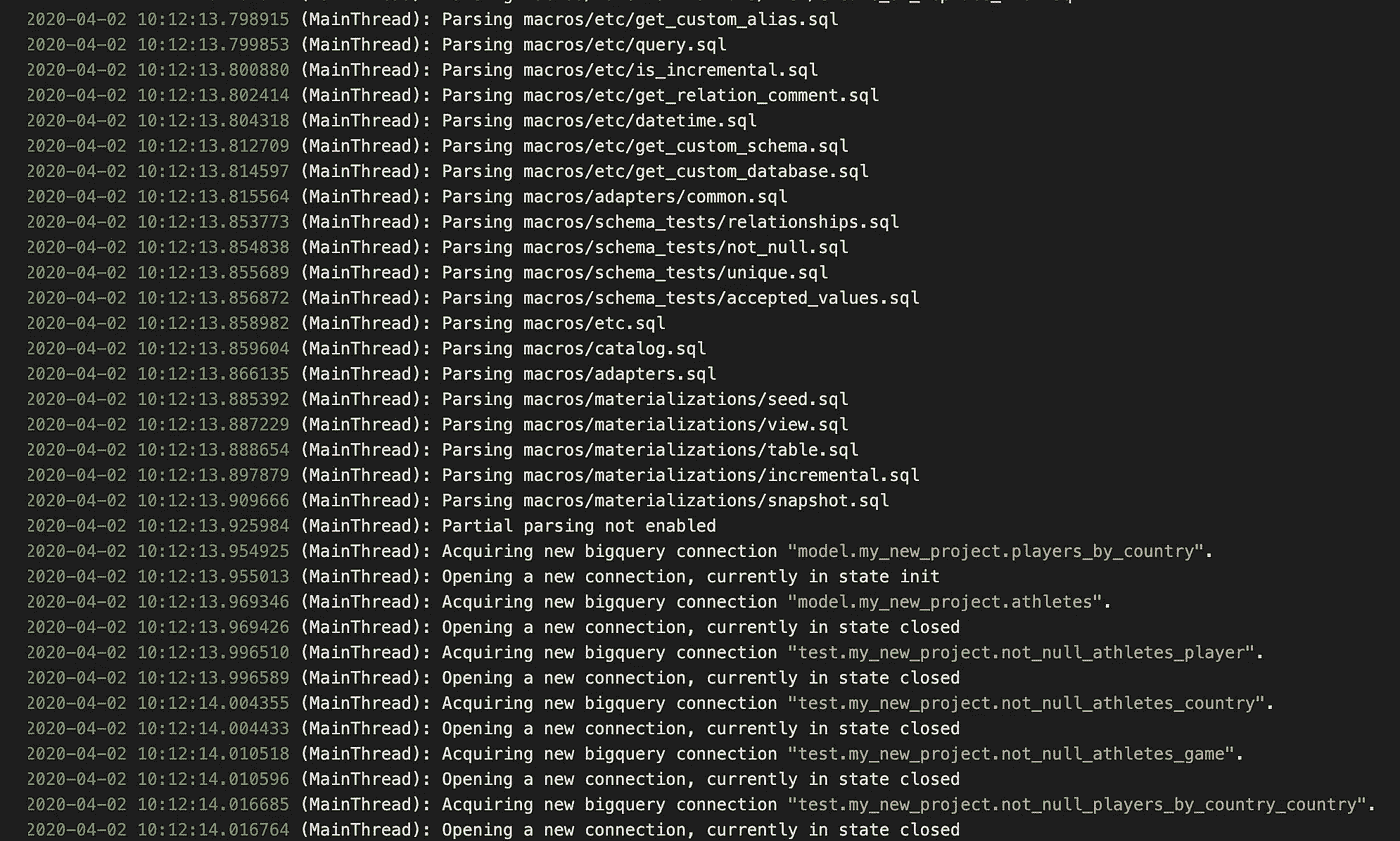 2020-04-02 10:12:13.798915 (MainThread): Parsing macros/etc/get_custom_alias.sql
2020-04-02 10:12:13.799853 (MainThread): Parsing macros/etc/query.sql
2020-04-02 10:12:13.800880 (MainThread): Parsing macros/etc/is_incremental.sql
2020-04-02 10:12:13.802414 (MainThread): Parsing macros/etc/get_relation_comment.sql
2020-04-02 10:12:13.804318 (MainThread): Parsing macros/etc/datetime.sql
2020-04-02 10:12:13.812709 (MainThread): Parsing macros/etc/get_custom_schema.sql
2020-04-02 10:12:13.814597 (MainThread): Parsing macros/etc/get_custom_database.sql
2020-04-02 10:12:13.815564 (MainThread): Parsing macros/adapters/common.sql
2020-04-02 10:12:13.853773 (MainThread): Parsing macros/schema_tests/relationships.sql
2020-04-02 10:12:13.854838 (MainThread): Parsing macros/schema_tests/not_null.sql
2020-04-02 10:12:13.855689 (MainThread): Parsing macros/schema_tests/unique.sql
2020-04-02 10:12:13.856872 (MainThread): Parsing macros/schema_tests/accepted_values.sql
2020-04-02 10:12:13.858982 (MainThread): Parsing macros/etc.sql
2020-04-02 10:12:13.859604 (MainThread): Parsing macros/catalog.sql
2020-04-02 10:12:13.866135 (MainThread): Parsing macros/adapters.sql
2020-04-02 10:12:13.885392 (MainThread): Parsing macros/materializations/seed.sql
2020-04-02 10:12:13.887229 (MainThread): Parsing macros/materializations/view.sql
2020-04-02 10:12:13.888654 (MainThread): Parsing macros/materializations/table.sql
2020-04-02 10:12:13.897879 (MainThread): Parsing macros/materializations/incremental.sql
2020-04-02 10:12:13.909666 (MainThread): Parsing macros/materializations/snapshot.sql
2020-04-02 10:12:13.925984 (MainThread): Partial parsing not enabled
2020-04-02 10:12:13.954925 (MainThread): Acquiring new bigquery connection "model.my_new_project.players_by_country".
2020-04-02 10:12:13.955013 (MainThread): Opening a new connection, currently in state init
2020-04-02 10:12:13.969346 (MainThread): Acquiring new bigquery connection "model.my_new_project.athletes".
2020-04-02 10:12:13.969426 (MainThread): Opening a new connection, currently in state closed
2020-04-02 10:12:13.996510 (MainThread): Acquiring new bigquery connection "test.my_new_project.not_null_athletes_player".
2020-04-02 10:12:13.996589 (MainThread): Opening a new connection, currently in state closed
2020-04-02 10:12:14.004355 (MainThread): Acquiring new bigquery connection "test.my_new_project.not_null_athletes_country".
2020-04-02 10:12:14.004433 (MainThread): Opening a new connection, currently in state closed
2020-04-02 10:12:14.010518 (MainThread): Acquiring new bigquery connection "test.my_new_project.not_null_athletes_game".
2020-04-02 10:12:14.010596 (MainThread): Opening a new connection, currently in state closed
2020-04-02 10:12:14.016685 (MainThread): Acquiring new bigquery connection "test.my_new_project.not_null_players_by_country_country".
2020-04-02 10:12:14.016764 (MainThread): Opening a new connection, currently in state closed